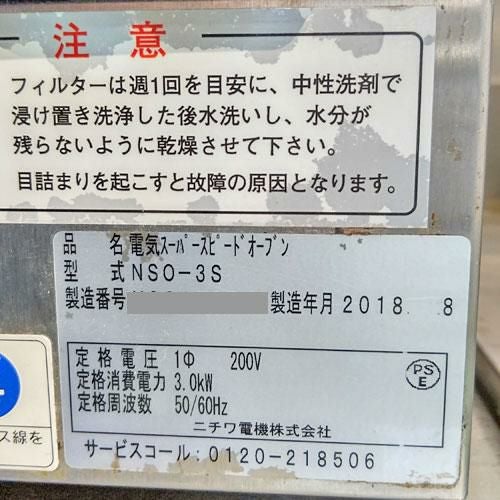 注意
フィルターは週1回を目安に、中性洗剤で
浸け置き洗浄した後水洗いし、水分が
残らないように乾燥させて下さい。
目詰まりを起こすと故障の原因となります。
品名 電気スーパースピードオーブン
型式 NSO-3S
製造番号 製造年月 2018. 8
定格電圧 1Φ 200V
定格消費電力 3.0kW
定格周波数 50/60Hz
PS
E
ニチワ電機株式会社
サービスコール:0120-218506
ス線を